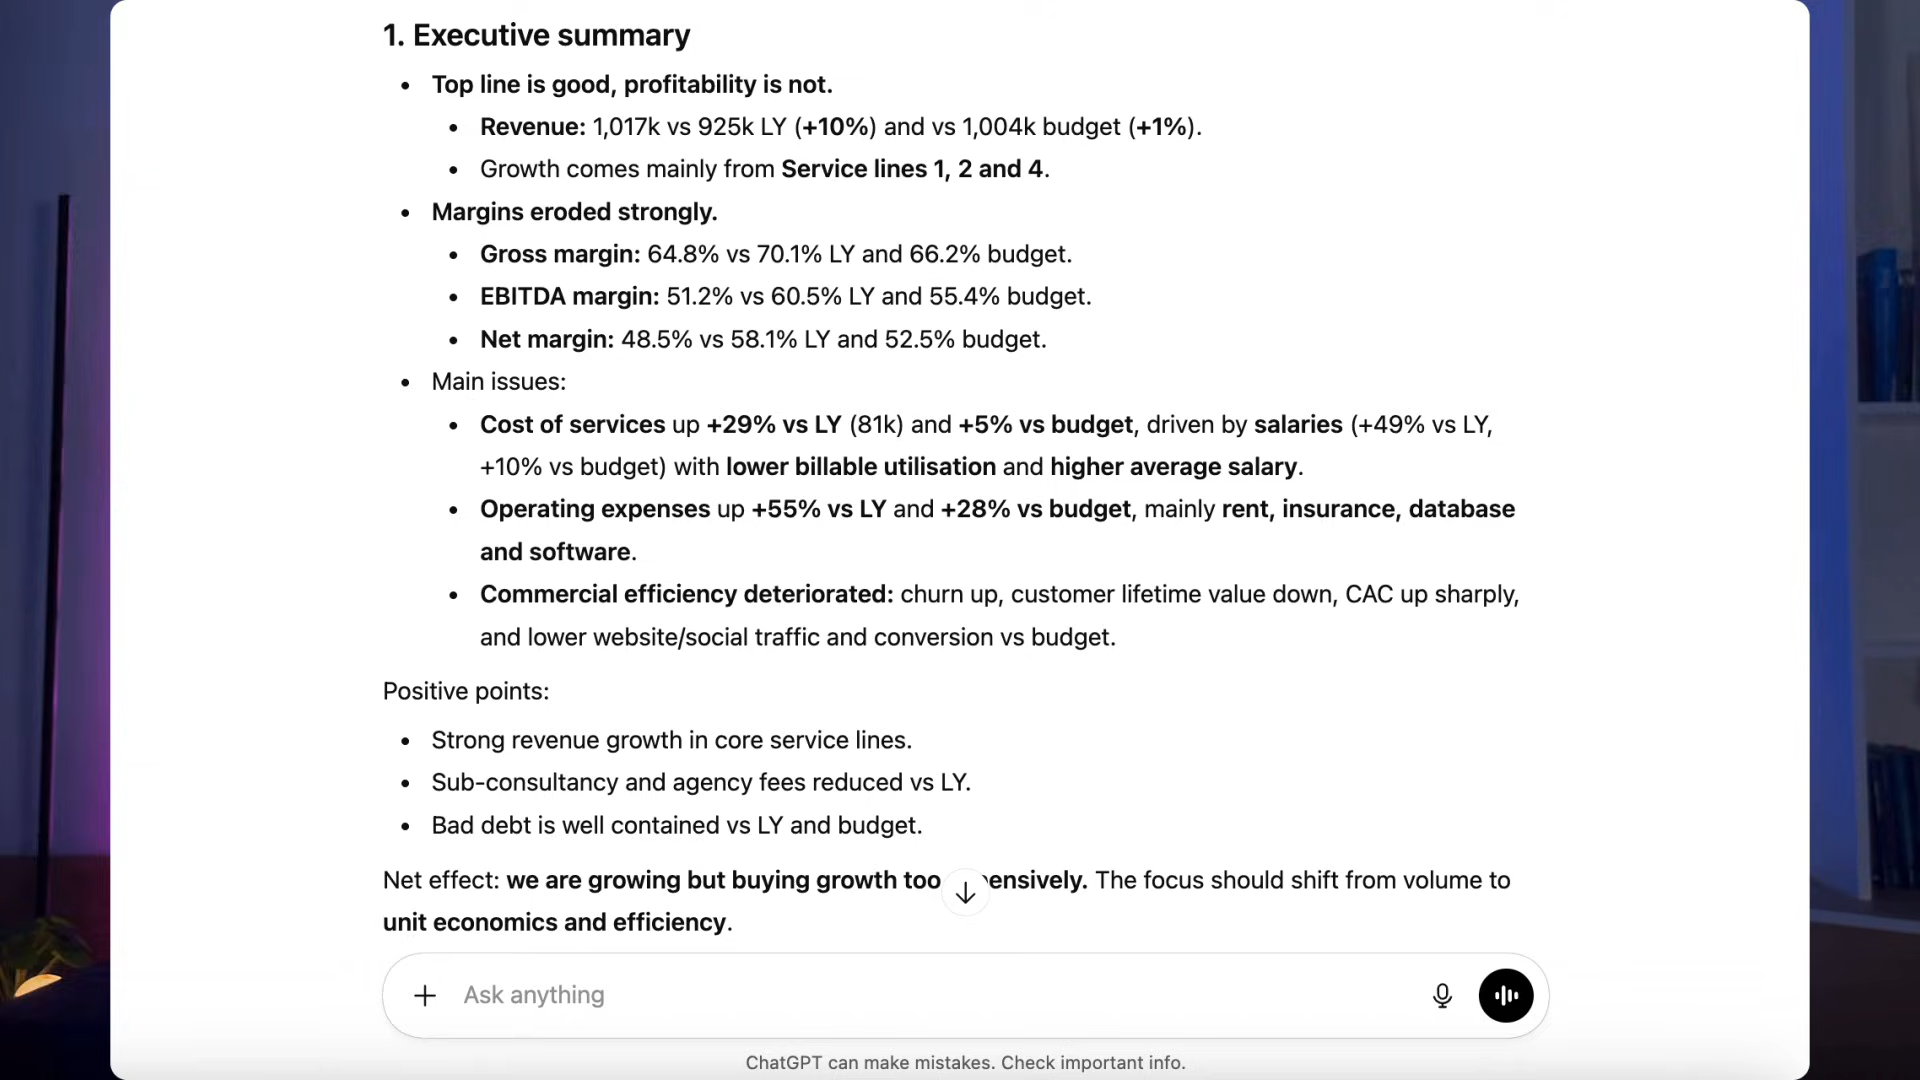 1. Executive summary
• Top line is good, profitability is not.
• Revenue: 1,017k vs 925k LY (+10%) and vs 1,004k budget (+1%).
• Growth comes mainly from Service lines 1, 2 and 4.
• Margins eroded strongly.
• Gross margin: 64.8% vs 70.1% LY and 66.2% budget.
• EBITDA margin: 51.2% vs 60.5% LY and 55.4% budget.
• Net margin: 48.5% vs 58.1% LY and 52.5% budget.
• Main issues:
• Cost of services up +29% vs LY (81k) and +5% vs budget, driven by salaries (+49% vs LY,
+10% vs budget) with lower billable utilisation and higher average salary.
• Operating expenses up +55% vs LY and +28% vs budget, mainly rent, insurance, database
and software.
• Commercial efficiency deteriorated: churn up, customer lifetime value down, CAC up sharply,
and lower website/social traffic and conversion vs budget.
Positive points:
• Strong revenue growth in core service lines.
• Sub-consultancy and agency fees reduced vs LY.
• Bad debt is well contained vs LY and budget.
Net effect: we are growing but buying growth too ensively. The focus should shift from volume to
unit economics and efficiency.
Ask anything
ChatGPT can make mistakes. Check important info.